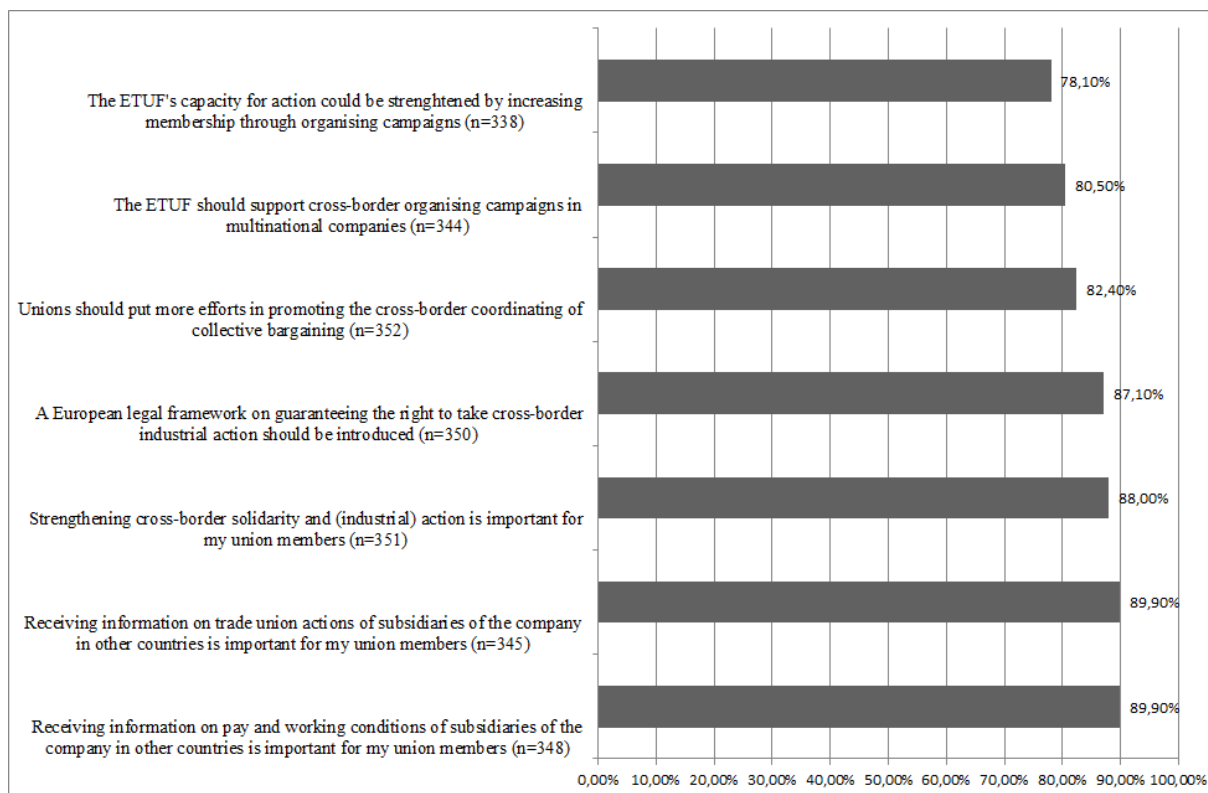 The ETUF's capacity for action could be strenghtened by increasing
membership through organising campaigns (n=338)
78,10%
The ETUF should support cross-border organising campaigns in
multinational companies (n=344)
80,50%
Unions should put more efforts in promoting the cross-border coordinating of
collective bargaining (n=352)
82,40%
A European legal framework on guaranteeing the right to take cross-border
industrial action should be introduced (n=350)
87,10%
Strengthening cross-border solidarity and (industrial) action is important for
my union members (n=351)
88,00%
Receiving information on trade union actions of subsidiaries of the company
in other countries is important for my union members (n=345)
89,90%
Receiving information on pay and working conditions of subsidiaries of the
company in other countries is important for my union members (n=348)
89,90%
0,00% 10,00% 20,00% 30,00% 40,00% 50,00% 60,00% 70,00% 80,00% 90,00% 100,00%